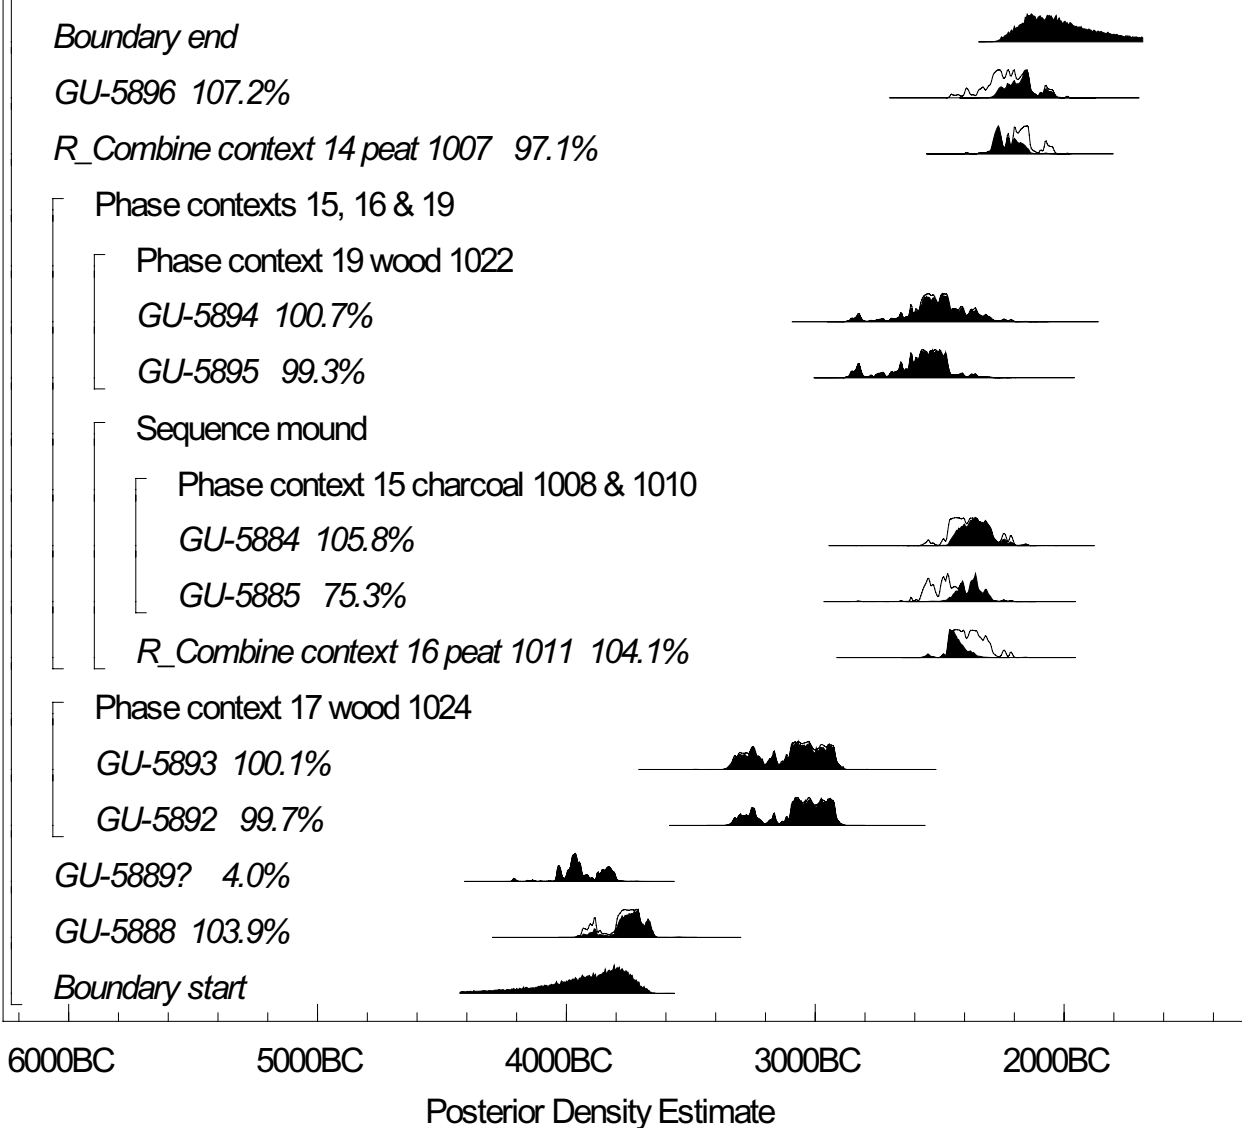 Boundary end
GU-5896 107.2%
R_Combine context 14 peat 1007 97.1%
Phase contexts 15, 16 & 19
Phase context 19 wood 1022
GU-5894 100.7%
GU-5895 99.3%
Sequence mound
Phase context 15 charcoal 1008 & 1010
GU-5884 105.8%
GU-5885 75.3%
R_Combine context 16 peat 1011 104.1%
Phase context 17 wood 1024
GU-5893 100.1%
GU-5892 99.7%
GU-5889? 4.0%
GU-5888 103.9%
Boundary start
6000BC 5000BC 4000BC 3000BC 2000BC
Posterior Density Estimate